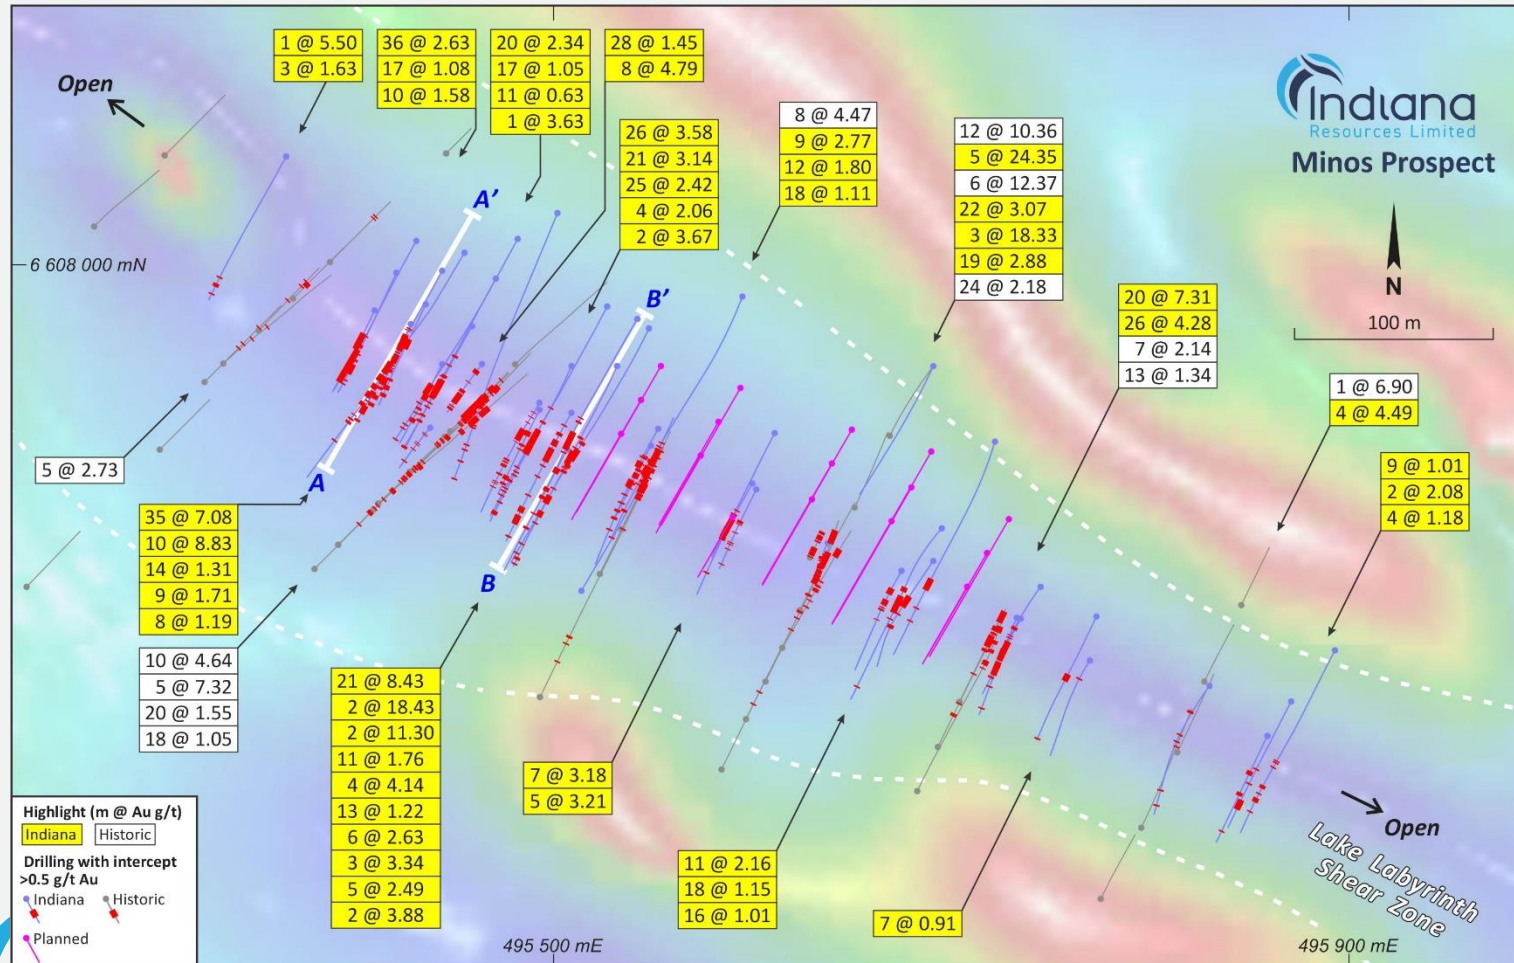 Open
1 @ 5.50
3 @ 1.63
36 @ 2.63
17 @ 1.08
10 @ 1.58
20 @ 2.34
17 @ 1.05
11 @ 0.63
1 @ 3.63
28 @ 1.45
8 @ 4.79
26 @ 3.58
21 @ 3.14
25 @ 2.42
4 @ 2.06
2 @ 3.67
8 @ 4.47
9 @ 2.77
12 @ 1.80
18 @ 1.11
12 @ 10.36
5 @ 24.35
6 @ 12.37
22 @ 3.07
3 @ 18.33
19 @ 2.88
24 @ 2.18
Indiana
Resources Limited
Minos Prospect
N
100 m
A'
B'
6 608 000 mN
20 @ 7.31
26 @ 4.28
7 @ 2.14
13 @ 1.34
1 @ 6.90
4 @ 4.49
9 @ 1.01
2 @ 2.08
4 @ 1.18
5 @ 2.73
A
B
35 @ 7.08
10 @ 8.83
14 @ 1.31
9 @ 1.71
8 @ 1.19
10 @ 4.64
5 @ 7.32
20 @ 1.55
18 @ 1.05
21 @ 8.43
2 @ 18.43
2 @ 11.30
11 @ 1.76
4 @ 4.14
13 @ 1.22
6 @ 2.63
3 @ 3.34
5 @ 2.49
2 @ 3.88
7 @ 3.18
5 @ 3.21
11 @ 2.16
18 @ 1.15
16 @ 1.01
7 @ 0.91
Open
Lake Labyrinth
Shear Zone
Highlight (m @ Au g/t)
Indiana Historic
Drilling with intercept
>0.5 g/t Au
Indiana Historic
Planned
495 500 mE
495 900 mE